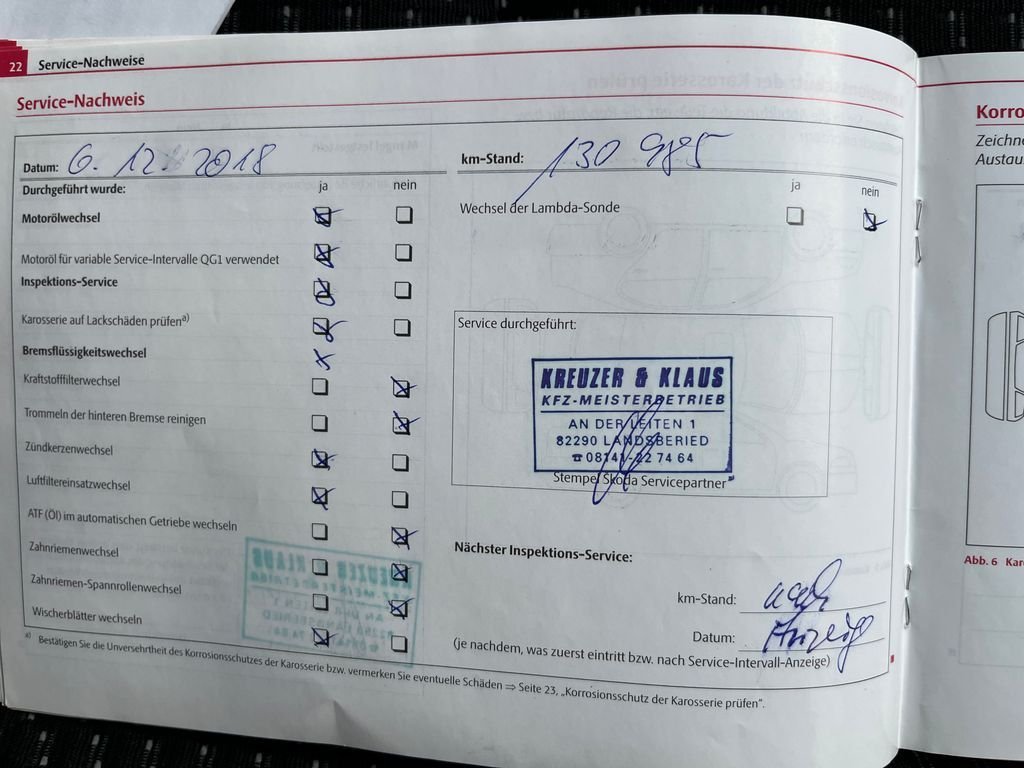 22 Service-Nachweise
Service-Nachweis
Datum: 6. 12. 2018
km-Stand: 130 985
Durchgeführt wurde: ja nein
ja nein
Motorölwechsel
Wechsel der Lambda-Sonde
Motoröl für variable Service-Intervalle QG1 verwendet
Inspektions-Service
Karosserie auf Lackschäden prüfen a)
Bremsflüssigkeitswechsel
Kraftstofffilterwechsel
Trommeln der hinteren Bremse reinigen
Zündkerzenwechsel
Luftfiltereinsatzwechsel
ATF (Öl) im automatischen Getriebe wechseln
Zahnriemenwechsel
Zahnriemen-Spannrollenwechsel
Wischerblätter wechseln
Service durchgeführt:
KREUZER & KLAUS
KFZ-MEISTERBETRIEB
AN DER LEITEN 1
82290 LANDSBERIED
☎ 08141-22 74 64
Stempel Skoda Servicepartner
Nächster Inspektions-Service:
km-Stand: nach
Datum: Anzeige
(je nachdem, was zuerst eintritt bzw. nach Service-Intervall-Anzeige)
a) Bestätigen Sie die Unversehrtheit des Korrosionsschutzes der Karosserie bzw. vermerken Sie eventuelle Schäden ⇒ Seite 23, „Korrosionsschutz der Karosserie prüfen".
Korro
Zeichne
Austau
Abb. 6 Kar